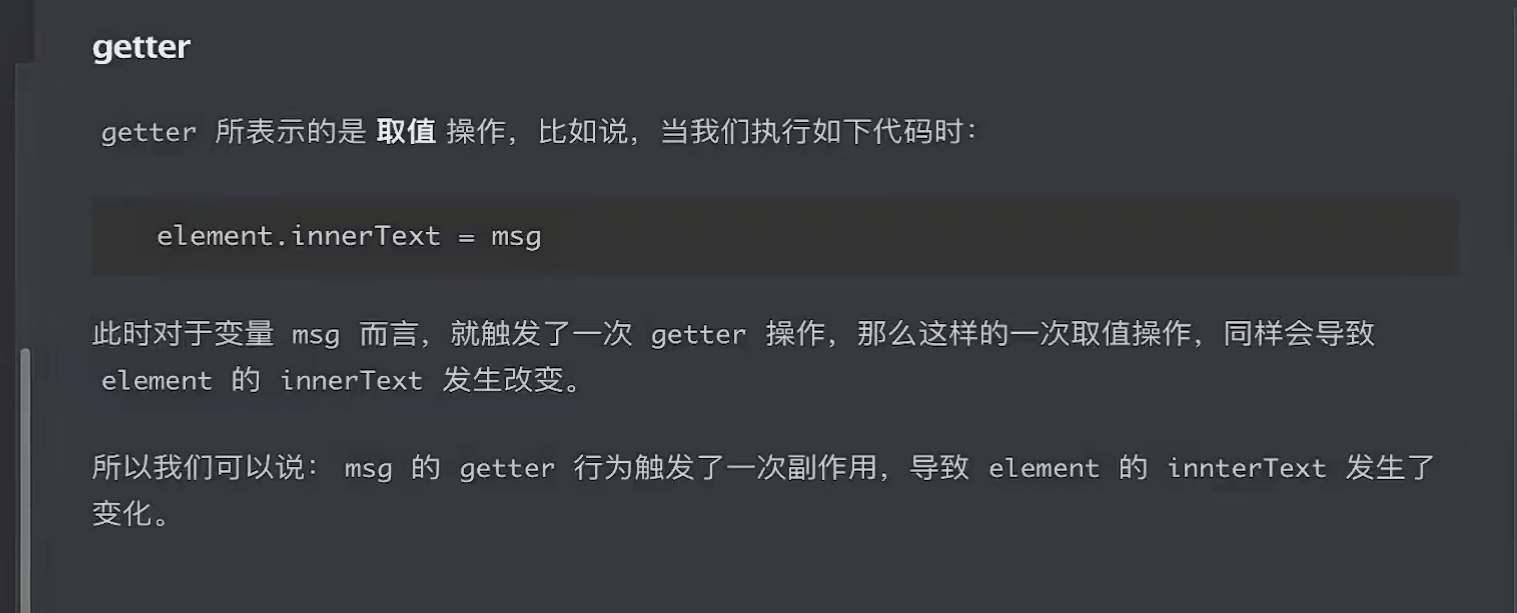 getter
getter 所表示的是 取值 操作，比如说，当我们执行如下代码时：
element.innerText = msg
此时对于变量 msg 而言，就触发了一次 getter 操作，那么这样的一次取值操作，同样会导致
element 的 innerText 发生改变。
所以我们可以说： msg 的 getter 行为触发了一次副作用，导致 element 的 innterText 发生了
变化。